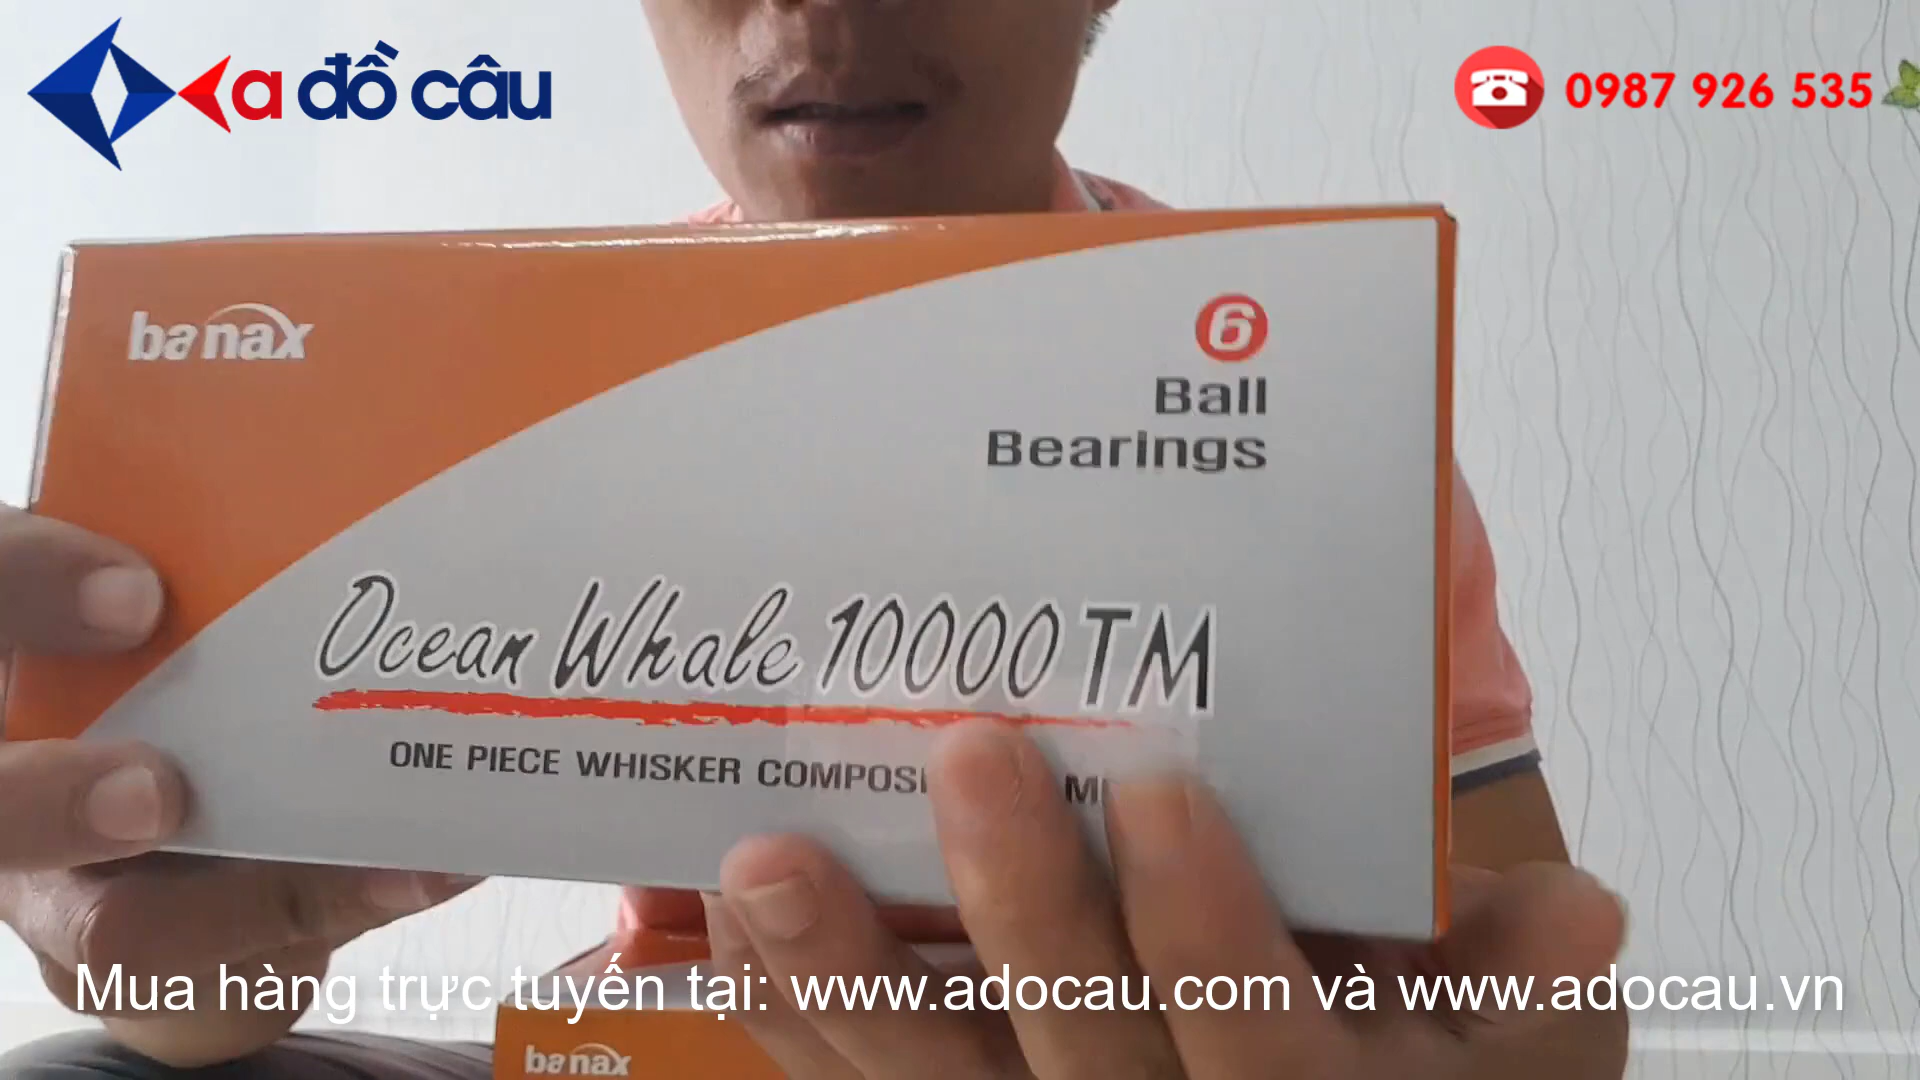 a đồ câu
0987 926 535
banax
6
Ball
Bearings
Ocean Whale 10000 TM
ONE PIECE WHISKER
Mua hàng trực tuyến tại: www.adocau.com và www.adocau.vn
banax